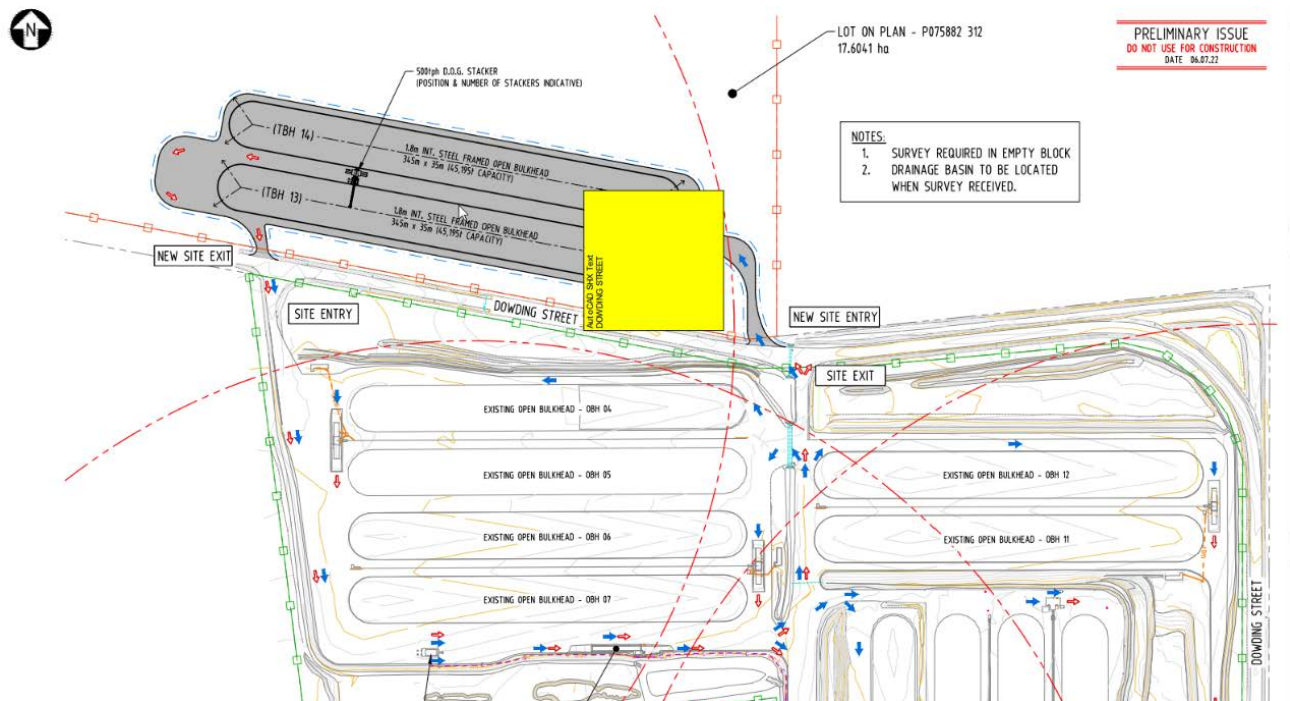 N
LOT ON PLAN - P075882 312
17.6041 ha
PRELIMINARY ISSUE
DO NOT USE FOR CONSTRUCTION
DATE 06.07.22
500tph D.O.G. STACKER
(POSITION & NUMBER OF STACKERS INDICATIVE)
NOTES:
1. SURVEY REQUIRED IN EMPTY BLOCK
2. DRAINAGE BASIN TO BE LOCATED
WHEN SURVEY RECEIVED.
(TBH 14)
1.8m INT. STEEL FRAMED OPEN BULKHEAD
345m x 35m (45,195t CAPACITY)
(TBH 13)
1.8m INT. STEEL FRAMED OPEN BULKHEAD
345m x 35m (45,195t CAPACITY)
AutoCAD SHX Text
DOWDING STREET
NEW SITE EXIT
SITE ENTRY
DOWDING STREET
NEW SITE ENTRY
SITE EXIT
EXISTING OPEN BULKHEAD - OBH 04
EXISTING OPEN BULKHEAD - OBH 05
EXISTING OPEN BULKHEAD - OBH 12
EXISTING OPEN BULKHEAD - OBH 06
EXISTING OPEN BULKHEAD - OBH 11
EXISTING OPEN BULKHEAD - OBH 07
DOWDING STREET